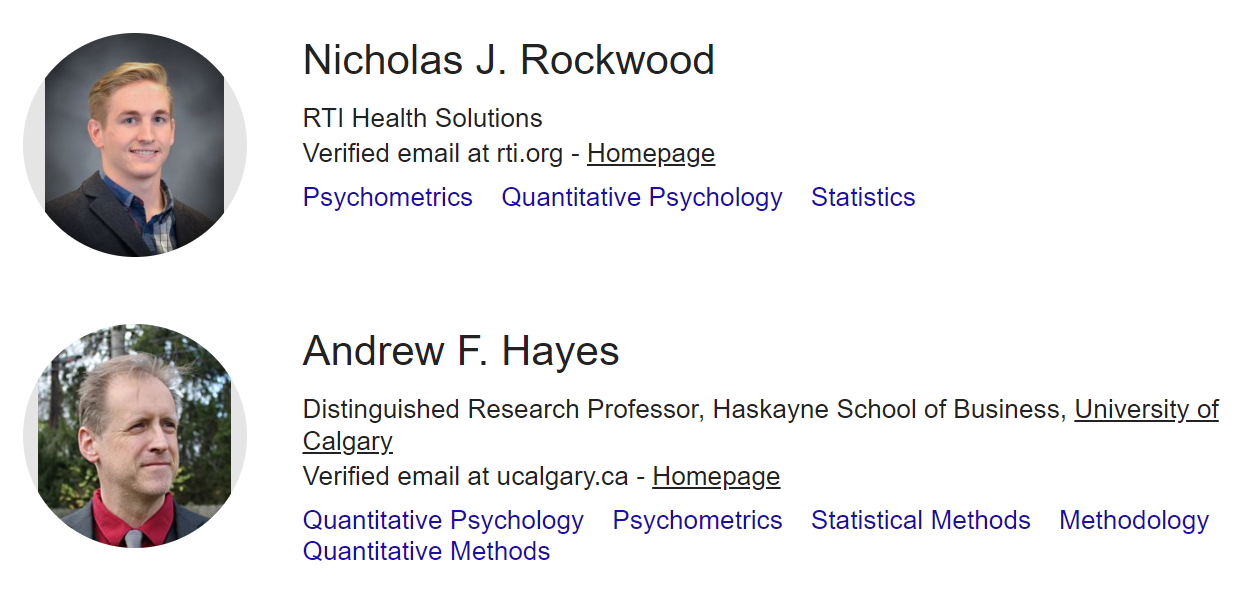 Nicholas J. Rockwood
RTI Health Solutions
Verified email at rti.org - Homepage
Psychometrics Quantitative Psychology Statistics
Andrew F. Hayes
Distinguished Research Professor, Haskayne School of Business, University of
Calgary
Verified email at ucalgary.ca - Homepage
Quantitative Psychology Psychometrics Statistical Methods Methodology
Quantitative Methods